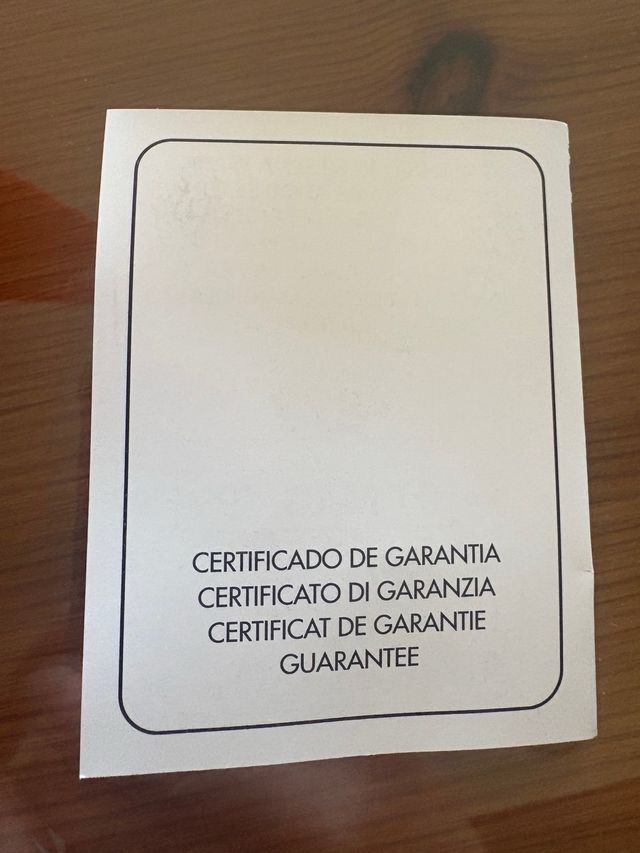 CERTIFICADO DE GARANTIA
CERTIFICATO DI GARANZIA
CERTIFICAT DE GARANTIE
GUARANTEE